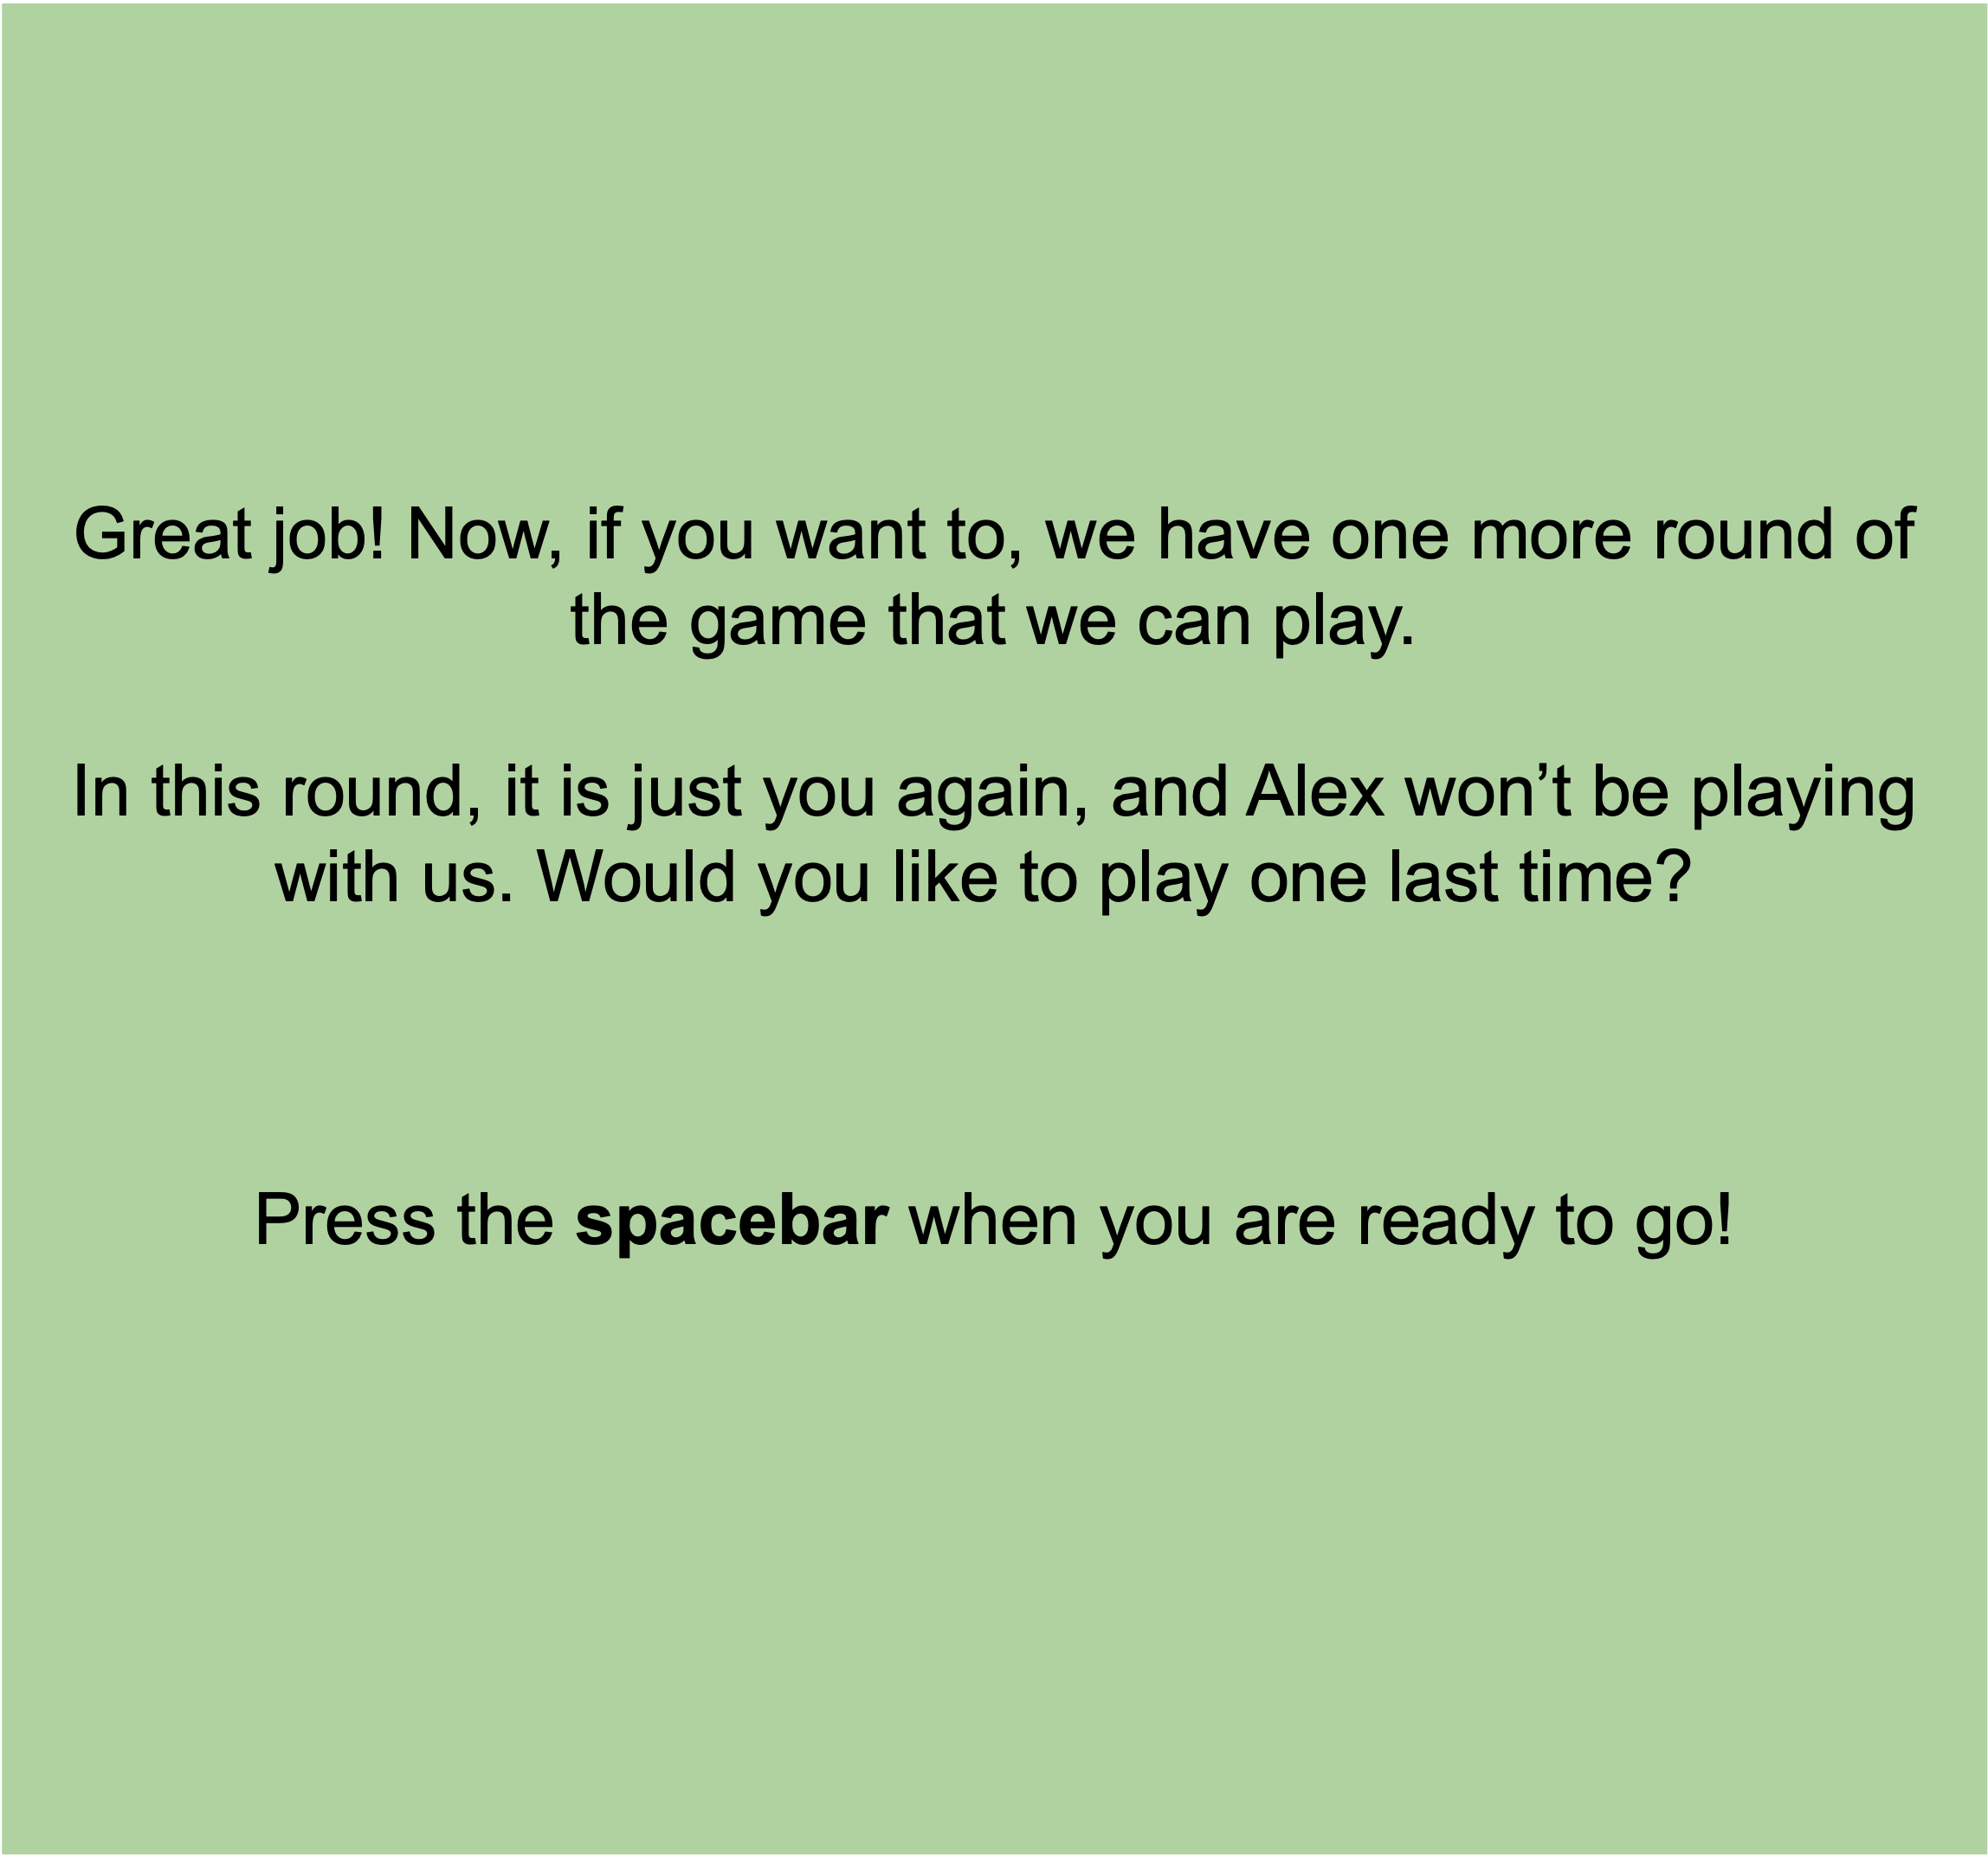 Great job! Now, if you want to, we have one more round of
the game that we can play.
In this round, it is just you again, and Alex won’t be playing
with us. Would you like to play one last time?
Press the spacebar when you are ready to go!